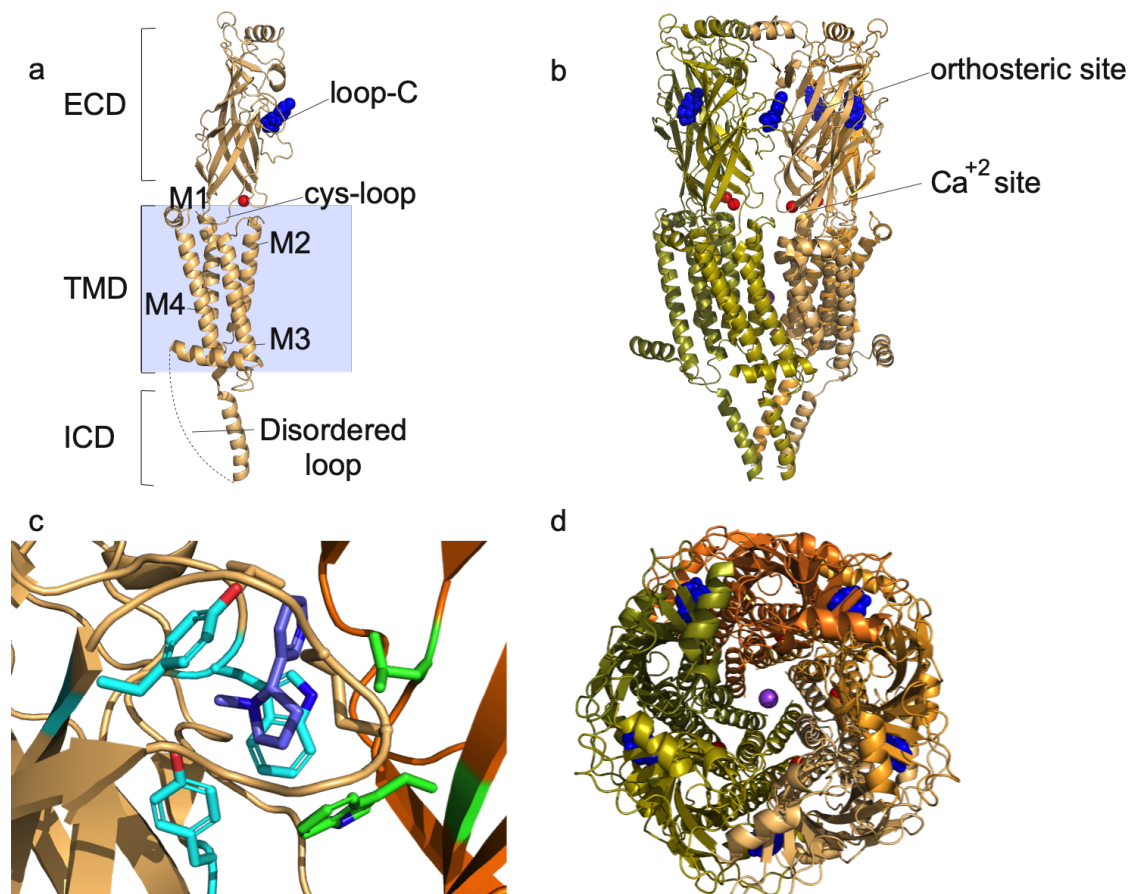 a
ECD
loop-C
M1
cys-loop
M2
TMD
M4
M3
ICD
Disordered
loop
b
orthosteric site
Ca+2 site
c
d